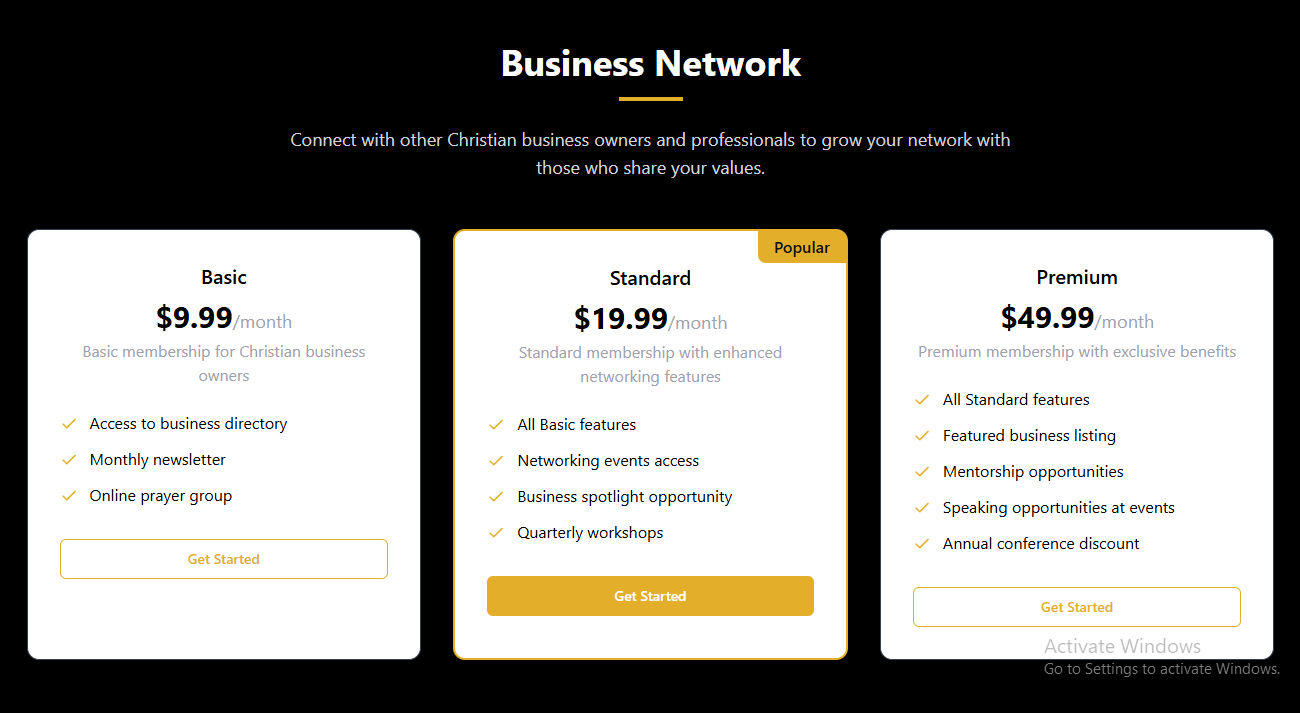 Business Network
Connect with other Christian business owners and professionals to grow your network with
those who share your values.
Basic
$9.99/month
Basic membership for Christian business
owners
Access to business directory
Monthly newsletter
Online prayer group
Get Started
Popular
Standard
$19.99/month
Standard membership with enhanced
networking features
All Basic features
Networking events access
Business spotlight opportunity
Quarterly workshops
Get Started
Premium
$49.99/month
Premium membership with exclusive benefits
All Standard features
Featured business listing
Mentorship opportunities
Speaking opportunities at events
Annual conference discount
Get Started
Activate Windows
Go to Settings to activate Windows.